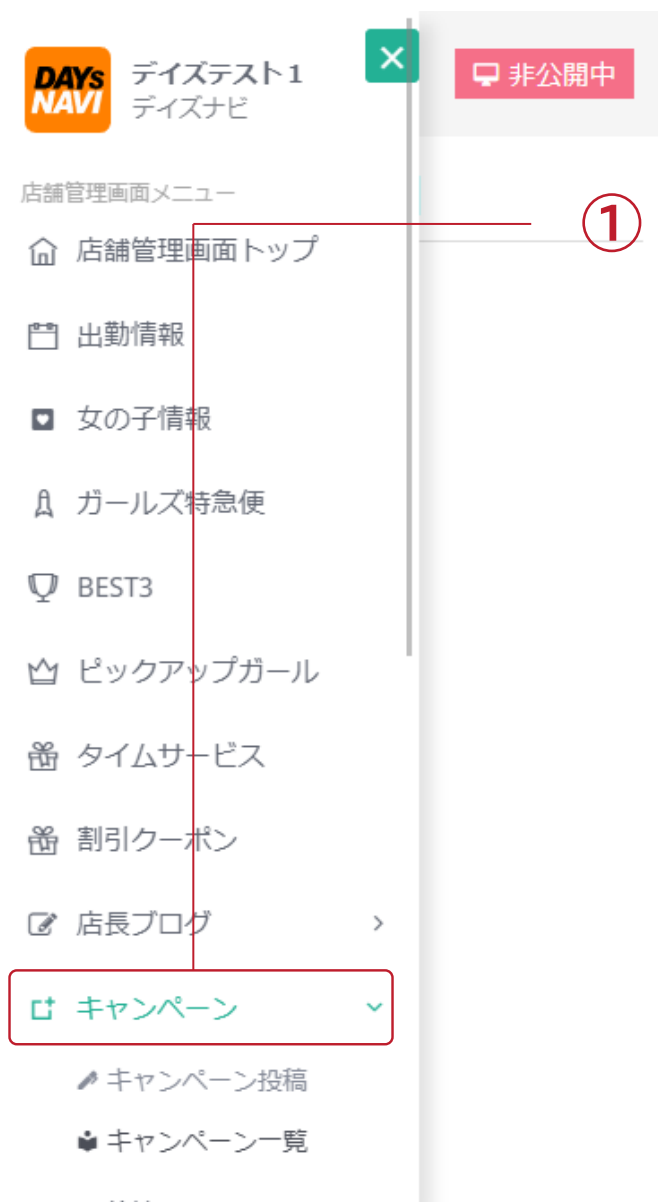 DAYs
NAVI
デイズテスト1
デイズナビ
非公開中
店舗管理画面メニュー
①
店舗管理画面トップ
出勤情報
女の子情報
ガールズ特急便
BEST3
ピックアップガール
タイムサービス
割引クーポン
店長ブログ
キャンペーン
キャンペーン投稿
キャンペーン一覧